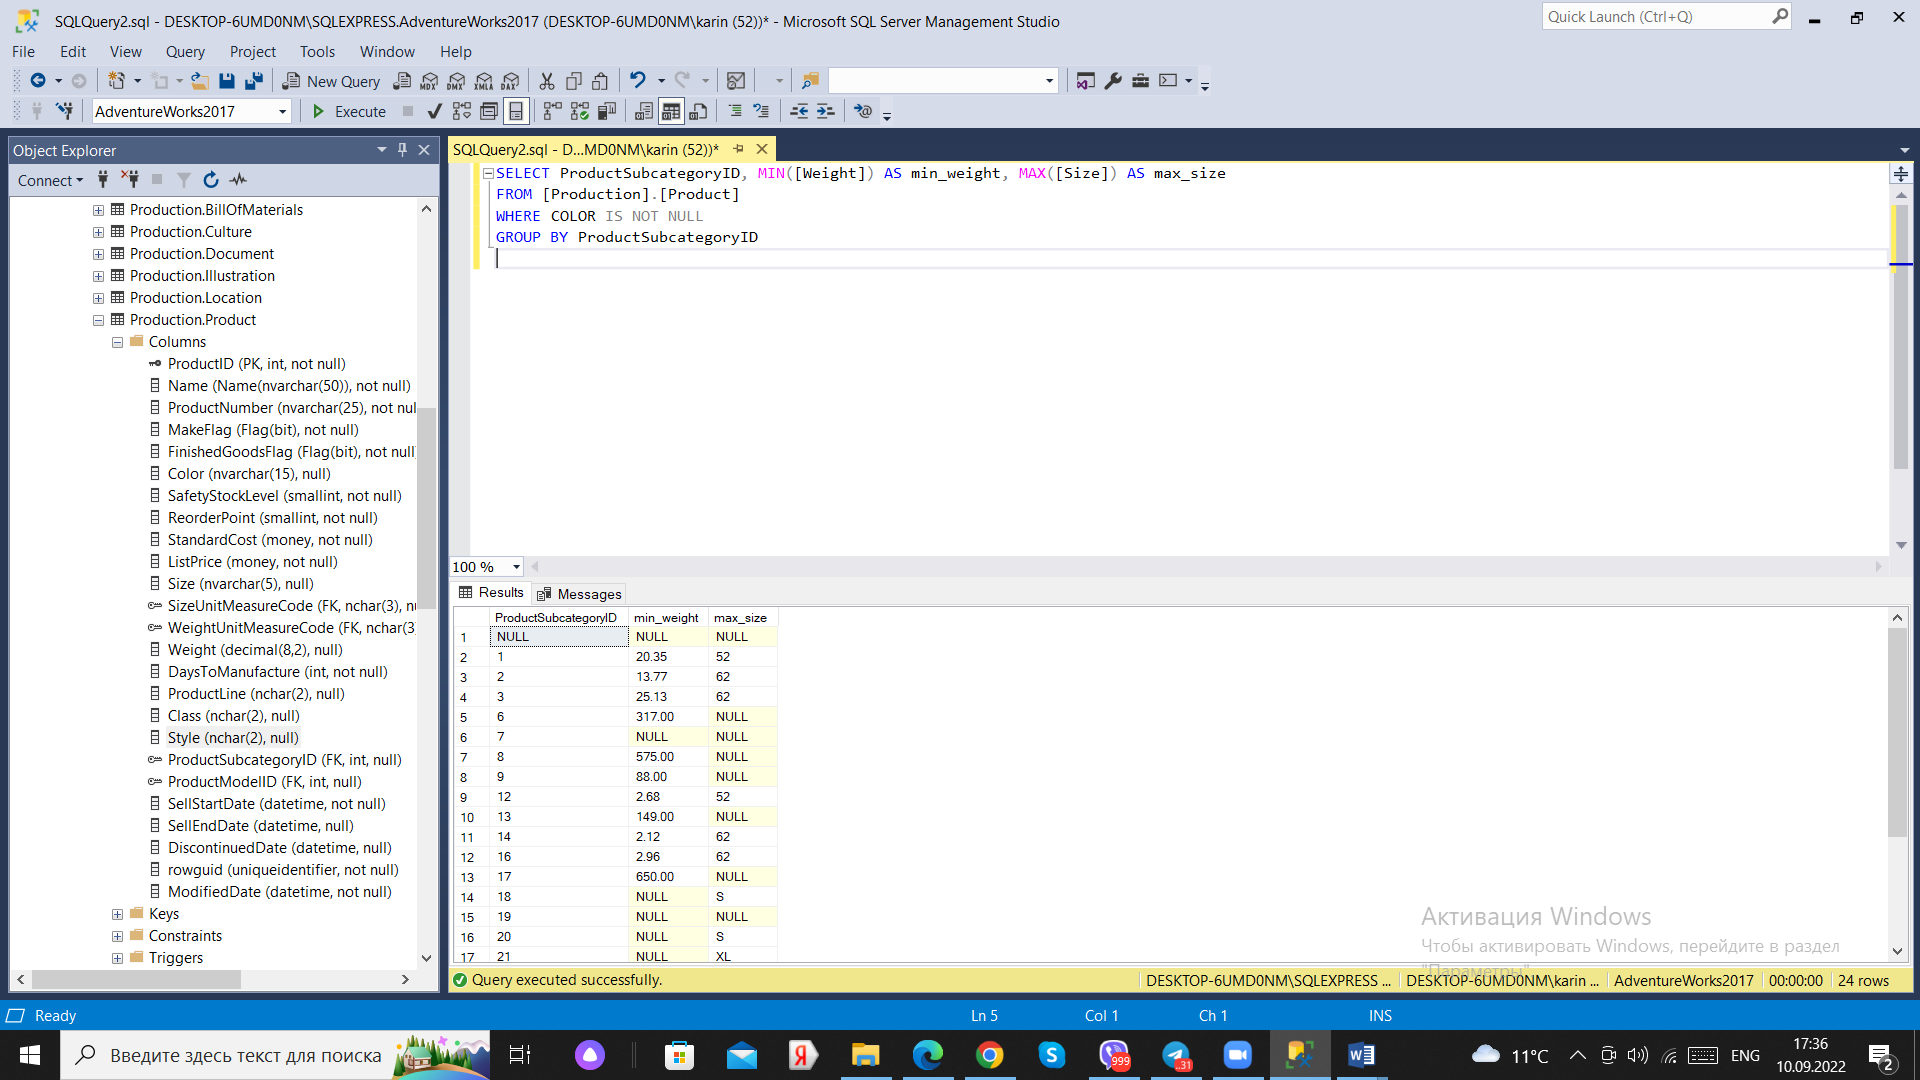 SQLQuery2.sql - DESKTOP-6UMD0NM\SQLEXPRESS.AdventureWorks2017 (DESKTOP-6UMD0NM\karin (52))* - Microsoft SQL Server Management Studio
Quick Launch (Ctrl+Q)
File Edit View Query Project Tools Window Help
New Query
MDX DMX XMLA DAX
AdventureWorks2017
Execute
Object Explorer
SQLQuery2.sql - D...MD0NM\karin (52))*
Connect
Production.BillOfMaterials
Production.Culture
Production.Document
Production.Illustration
Production.Location
Production.Product
Columns
ProductID (PK, int, not null)
Name (Name(nvarchar(50)), not null)
ProductNumber (nvarchar(25), not nul
MakeFlag (Flag(bit), not null)
FinishedGoodsFlag (Flag(bit), not null
Color (nvarchar(15), null)
SafetyStockLevel (smallint, not null)
ReorderPoint (smallint, not null)
StandardCost (money, not null)
ListPrice (money, not null)
Size (nvarchar(5), null)
SizeUnitMeasureCode (FK, nchar(3), nu
WeightUnitMeasureCode (FK, nchar(3)
Weight (decimal(8,2), null)
DaysToManufacture (int, not null)
ProductLine (nchar(2), null)
Class (nchar(2), null)
Style (nchar(2), null)
ProductSubcategoryID (FK, int, null)
ProductModelID (FK, int, null)
SellStartDate (datetime, not null)
SellEndDate (datetime, null)
DiscontinuedDate (datetime, null)
rowguid (uniqueidentifier, not null)
ModifiedDate (datetime, not null)
Keys
Constraints
Triggers
SELECT ProductSubcategoryID, MIN([Weight]) AS min_weight, MAX([Size]) AS max_size
FROM [Production].[Product]
WHERE COLOR IS NOT NULL
GROUP BY ProductSubcategoryID
100 %
Results Messages
ProductSubcategoryID min_weight max_size
1 NULL NULL NULL
2 1 20.35 52
3 2 13.77 62
4 3 25.13 62
5 6 317.00 NULL
6 7 NULL NULL
7 8 575.00 NULL
8 9 88.00 NULL
9 12 2.68 52
10 13 149.00 NULL
11 14 2.12 62
12 16 2.96 62
13 17 650.00 NULL
14 18 NULL S
15 19 NULL NULL
16 20 NULL S
17 21 NULL XL
Активация Windows
Чтобы активировать Windows, перейдите в раздел
"Параметры".
Query executed successfully.
DESKTOP-6UMD0NM\SQLEXPRESS ... DESKTOP-6UMD0NM\karin ... AdventureWorks2017 00:00:00 24 rows
Ready Ln 5 Col 1 Ch 1 INS
Введите здесь текст для поиска
Я
S
999
31
W
11°C
ENG
17:36
10.09.2022
2